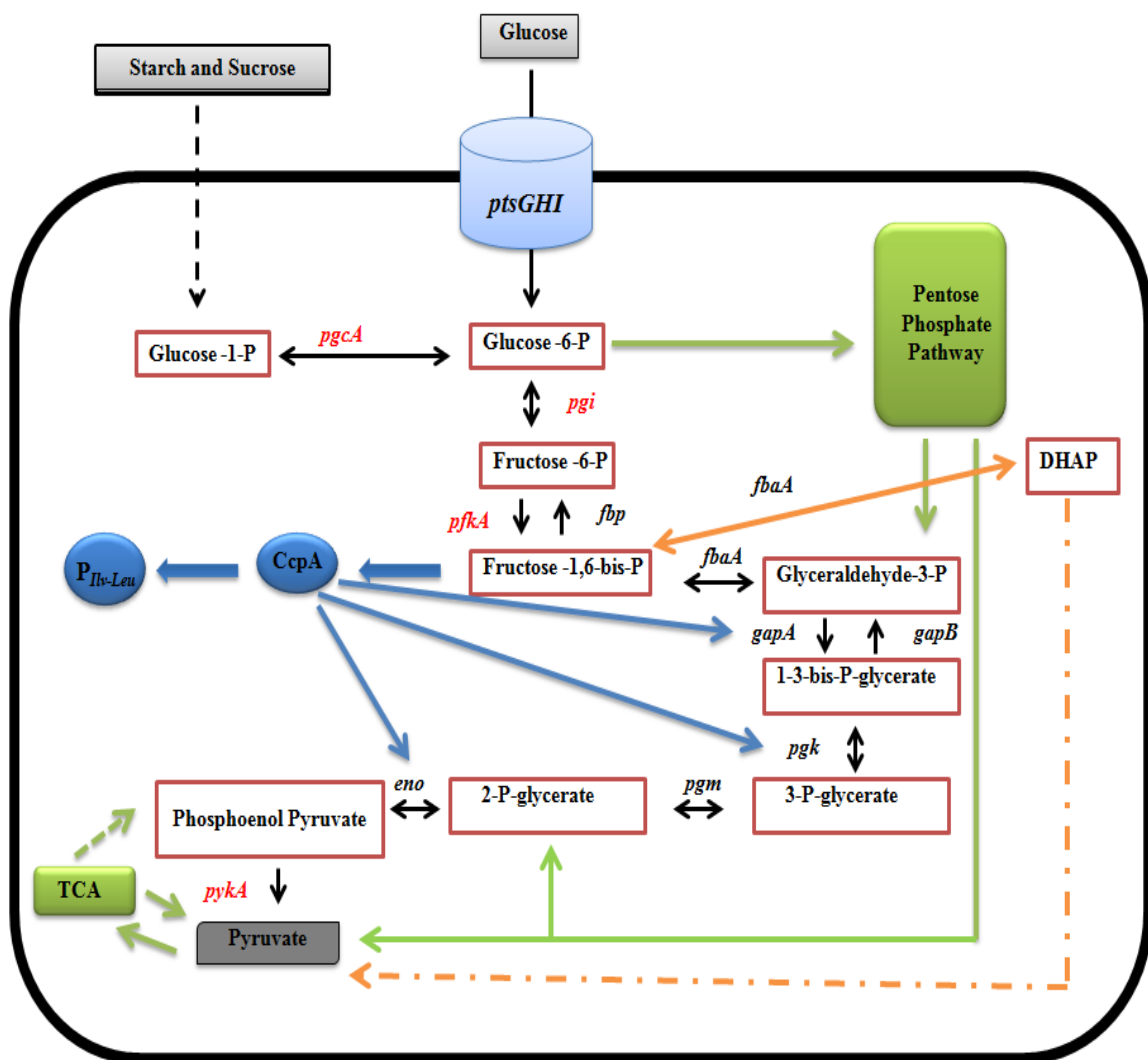 Glucose
Starch and Sucrose
ptsGHI
Pentose
Phosphate
Pathway
Glucose -1-P
pgcA
Glucose -6-P
pgi
Fructose -6-P
DHAP
fbaA
pfkA
fbp
P Ilv-Leu
CcpA
Fructose -1,6-bis-P
fbaA
Glyceraldehyde-3-P
gapA
gapB
1-3-bis-P-glycerate
pgk
Phosphoenol Pyruvate
eno
2-P-glycerate
pgm
3-P-glycerate
TCA
pykA
Pyruvate